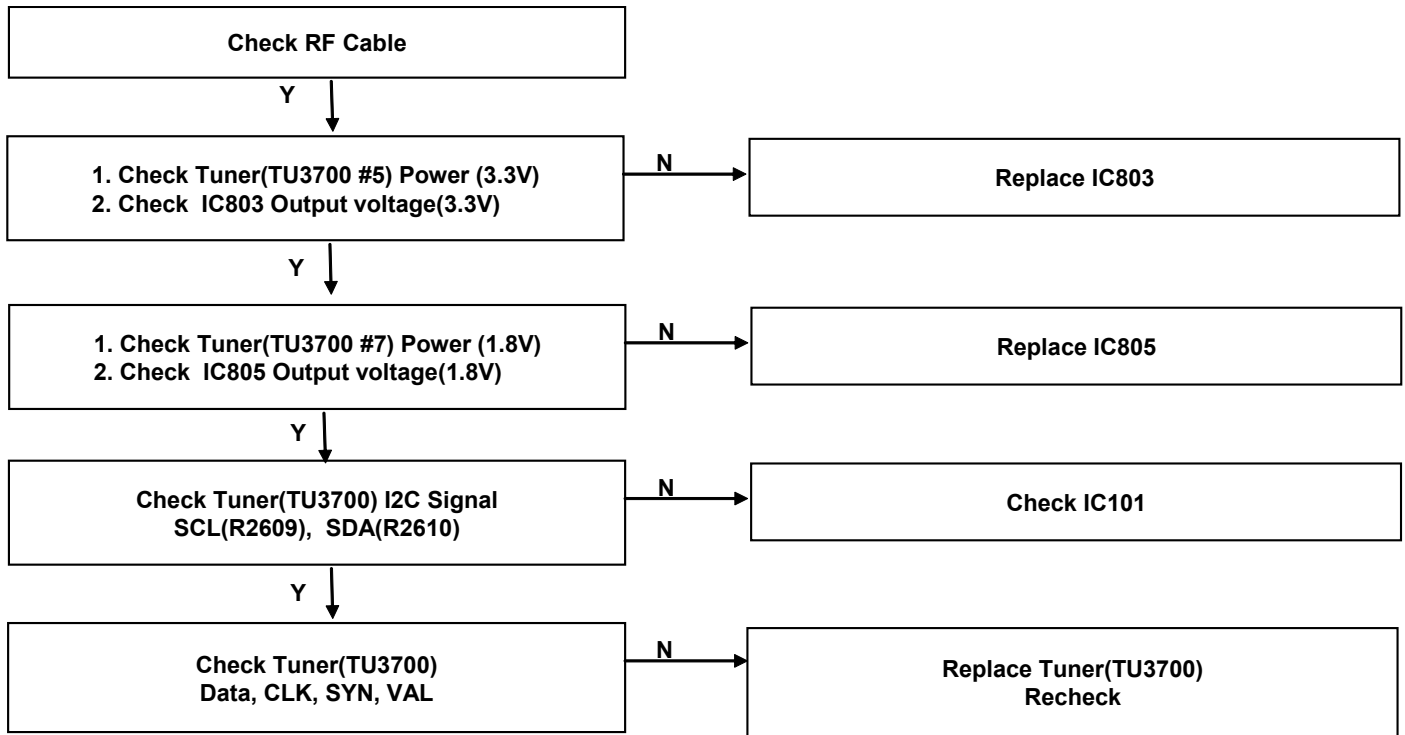 Check RF Cable
Y
1. Check Tuner(TU3700 #5) Power (3.3V)
2. Check IC803 Output voltage(3.3V)
N
Replace IC803
Y
1. Check Tuner(TU3700 #7) Power (1.8V)
2. Check IC805 Output voltage(1.8V)
N
Replace IC805
Y
Check Tuner(TU3700) I2C Signal
SCL(R2609), SDA(R2610)
N
Check IC101
Y
Check Tuner(TU3700)
Data, CLK, SYN, VAL
N
Replace Tuner(TU3700)
Recheck